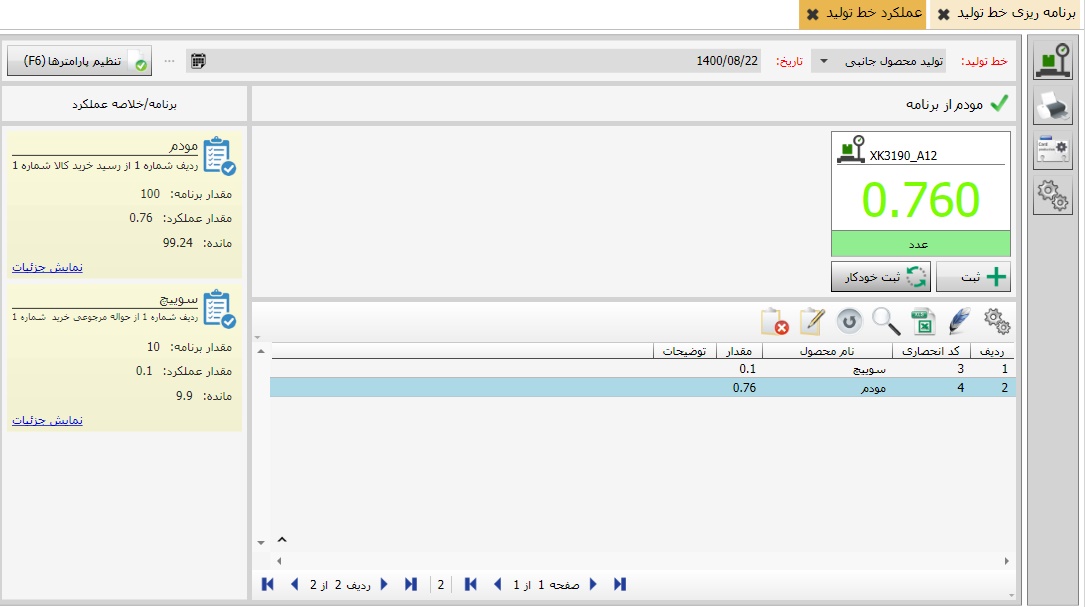 برنامه ریزی خط تولید
عملکرد خط تولید
خط تولید: تولید محصول جانبی تاریخ: 1400/08/22 ... تنظیم پارامترها (F6)
مودم از برنامه
برنامه/خلاصه عملکرد
XK3190_A12
0.760
عدد
ثبت
ثبت خودکار
مودم
ردیف شماره 1 از رسید خرید کالا شماره 1
مقدار برنامه: 100
مقدار عملکرد: 0.76
مانده: 99.24
نمایش جزئیات
سوییچ
ردیف شماره 1 از حواله مرجوعی خرید شماره 1
مقدار برنامه: 10
مقدار عملکرد: 0.1
مانده: 9.9
نمایش جزئیات
ردیف کد انحصاری نام محصول مقدار توضیحات
1 3 سوییچ 0.1
2 4 مودم 0.76
صفحه 1 از 1
2
ردیف 2 از 2